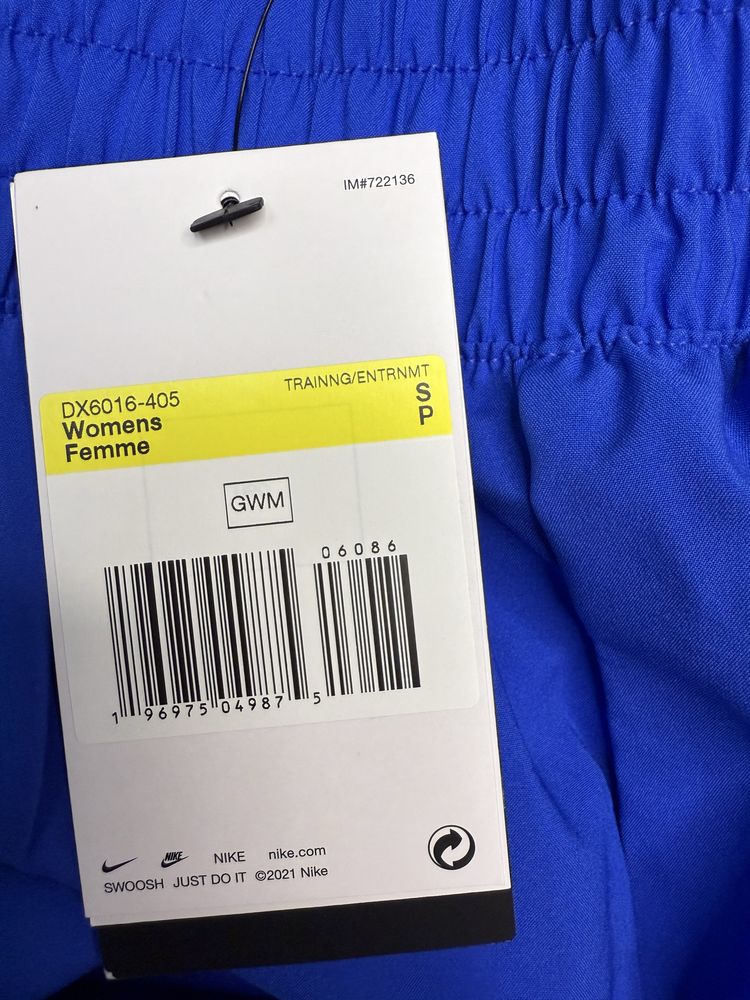 IM#722136
TRAINNG/ENTRNMT
DX6016-405
S
Womens
P
Femme
GWM
06086
1 96975 04987 5
NIKE NIKE nike.com
SWOOSH JUST DO IT ©2021 Nike